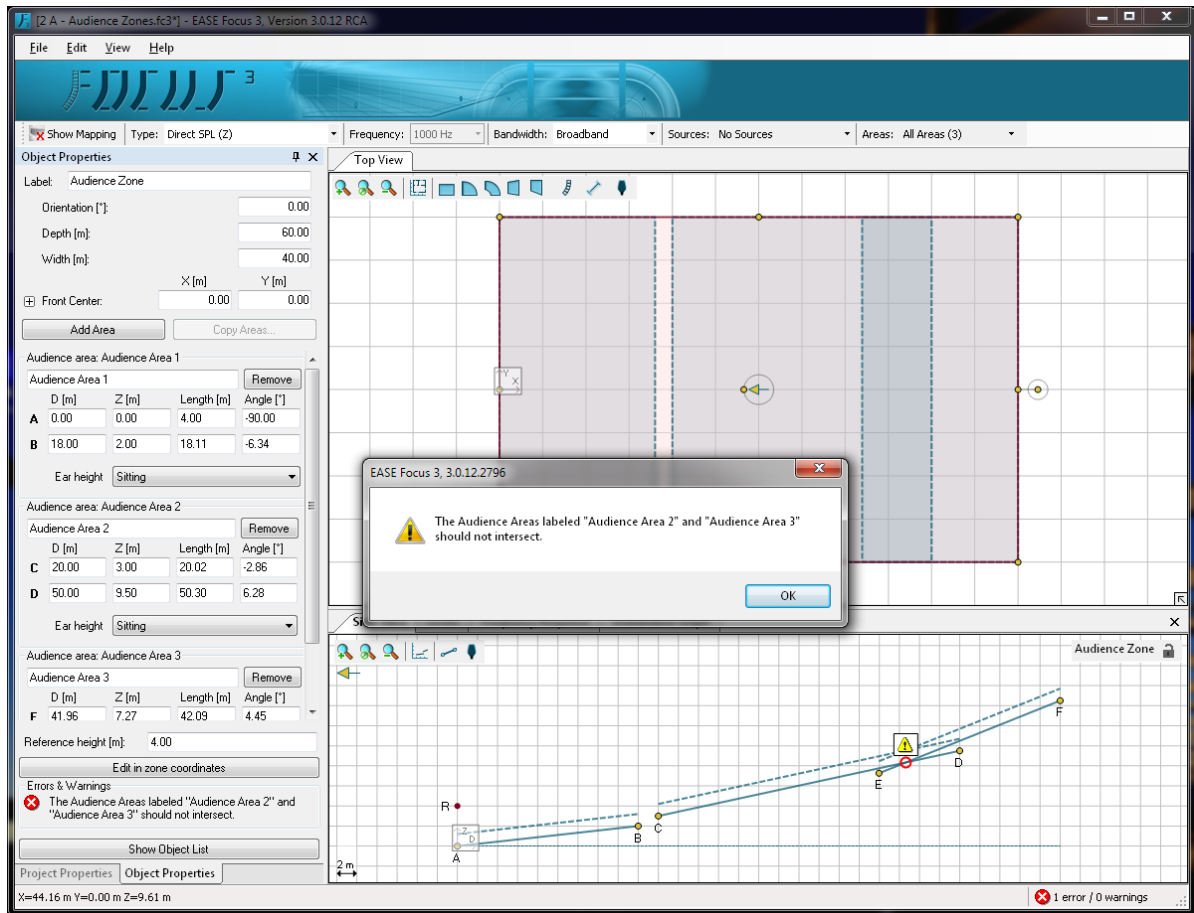 [2 A - Audience Zones.fc3*] - EASE Focus 3, Version 3.0.12 RCA
File Edit View Help
FOCUS 3
Show Mapping Type: Direct SPL (Z) Frequency: 1000 Hz Bandwidth: Broadband Sources: No Sources Areas: All Areas (3)
Object Properties
Label: Audience Zone
Orientation [°]: 0.00
Depth [m]: 60.00
Width [m]: 40.00
X [m] Y [m]
Front Center: 0.00 0.00
Add Area Copy Areas...
Audience area: Audience Area 1
Audience Area 1 Remove
D [m] Z [m] Length [m] Angle [°]
A 0.00 0.00 4.00 -90.00
B 18.00 2.00 18.11 -6.34
Ear height Sitting
Audience area: Audience Area 2
Audience Area 2 Remove
D [m] Z [m] Length [m] Angle [°]
C 20.00 3.00 20.02 -2.86
D 50.00 9.50 50.30 6.28
Ear height Sitting
Audience area: Audience Area 3
Audience Area 3 Remove
D [m] Z [m] Length [m] Angle [°]
E 41.96 7.27 42.09 4.45
Reference height [m]: 4.00
Edit in zone coordinates
Errors & Warnings
The Audience Areas labeled "Audience Area 2" and
"Audience Area 3" should not intersect.
Show Object List
Project Properties Object Properties
X=44.16 m Y=0.00 m Z=9.61 m
Top View
Y
X
EASE Focus 3, 3.0.12.2796
The Audience Areas labeled "Audience Area 2" and "Audience Area 3"
should not intersect.
OK
Audience Zone
F
D
E
R
Z
D
B
C
A
2 m
1 error / 0 warnings